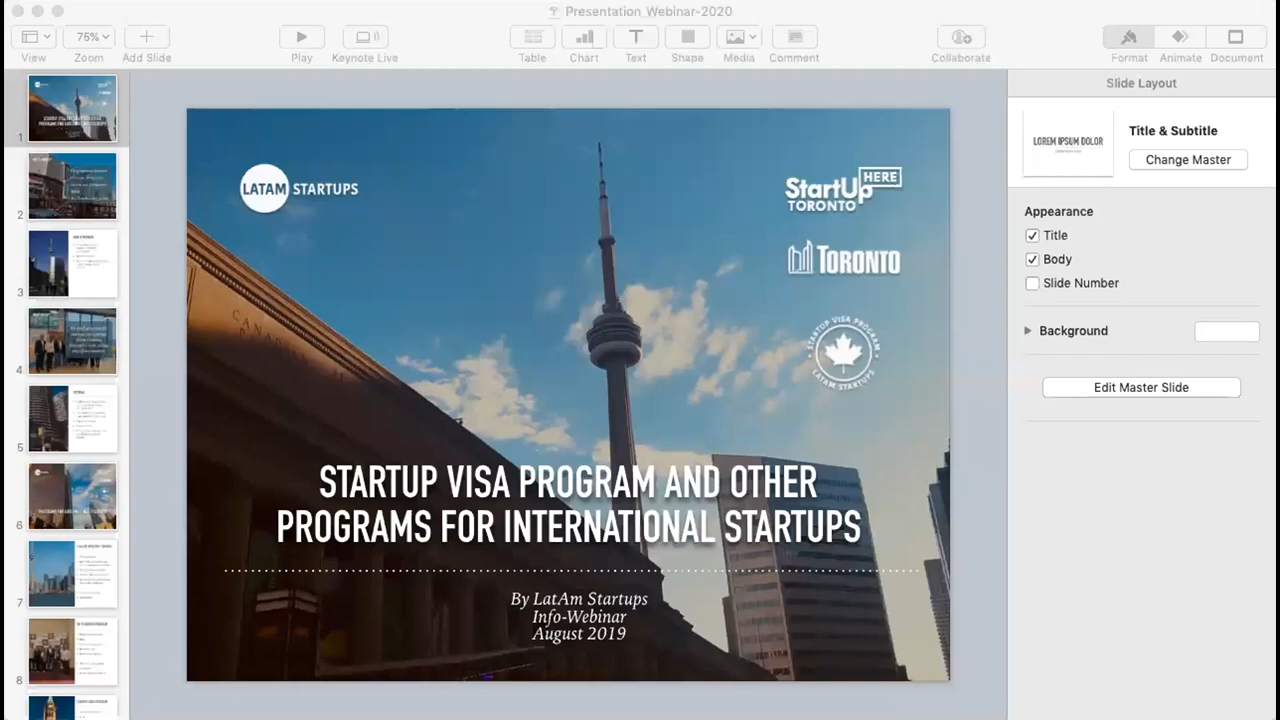 Presentation_Webinar-2020
75%
View
Zoom
Add Slide
Play
Keynote Live
Table
Chart
Text
Shape
Media
Comment
Collaborate
Format
Animate
Document
1
2
3
4
5
6
7
8
LATAM STARTUPS
StartUp HERE
TORONTO
TORONTO
STARTUP VISA PROGRAM
LATAM STARTUPS
STARTUP VISA PROGRAM AND OTHER
PROGRAMS FOR INTERNATIONAL STARTUPS
By LatAm Startups
Info-Webinar
August 2019
Slide Layout
LOREM IPSUM DOLOR
Title & Subtitle
Change Master
Appearance
Title
Body
Slide Number
Background
Edit Master Slide